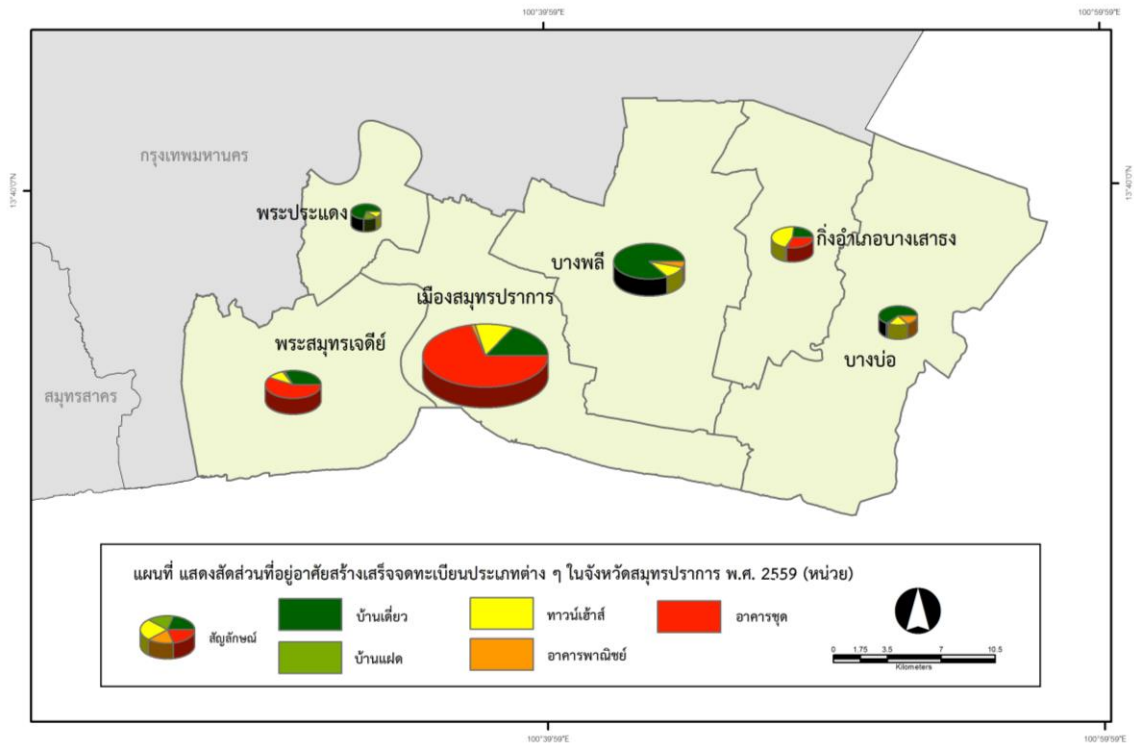 100°39'59"E
100°59'59"E
13°40'0"N
13°40'0"N
กรุงเทพมหานคร
พระประแดง
กิ่งอำเภอบางเสาธง
บางพลี
เมืองสมุทรปราการ
พระสมุทรเจดีย์
บางบ่อ
สมุทรสาคร
แผนที่ แสดงสัดส่วนที่อยู่อาศัยสร้างเสร็จจดทะเบียนประเภทต่าง ๆ ในจังหวัดสมุทรปราการ พ.ศ. 2559 (หน่วย)
สัญลักษณ์
บ้านเดี่ยว
ทาวน์เฮ้าส์
อาคารชุด
บ้านแฝด
อาคารพาณิชย์
0 1.75 3.5 7 10.5
Kilometers
100°39'59"E
100°59'59"E